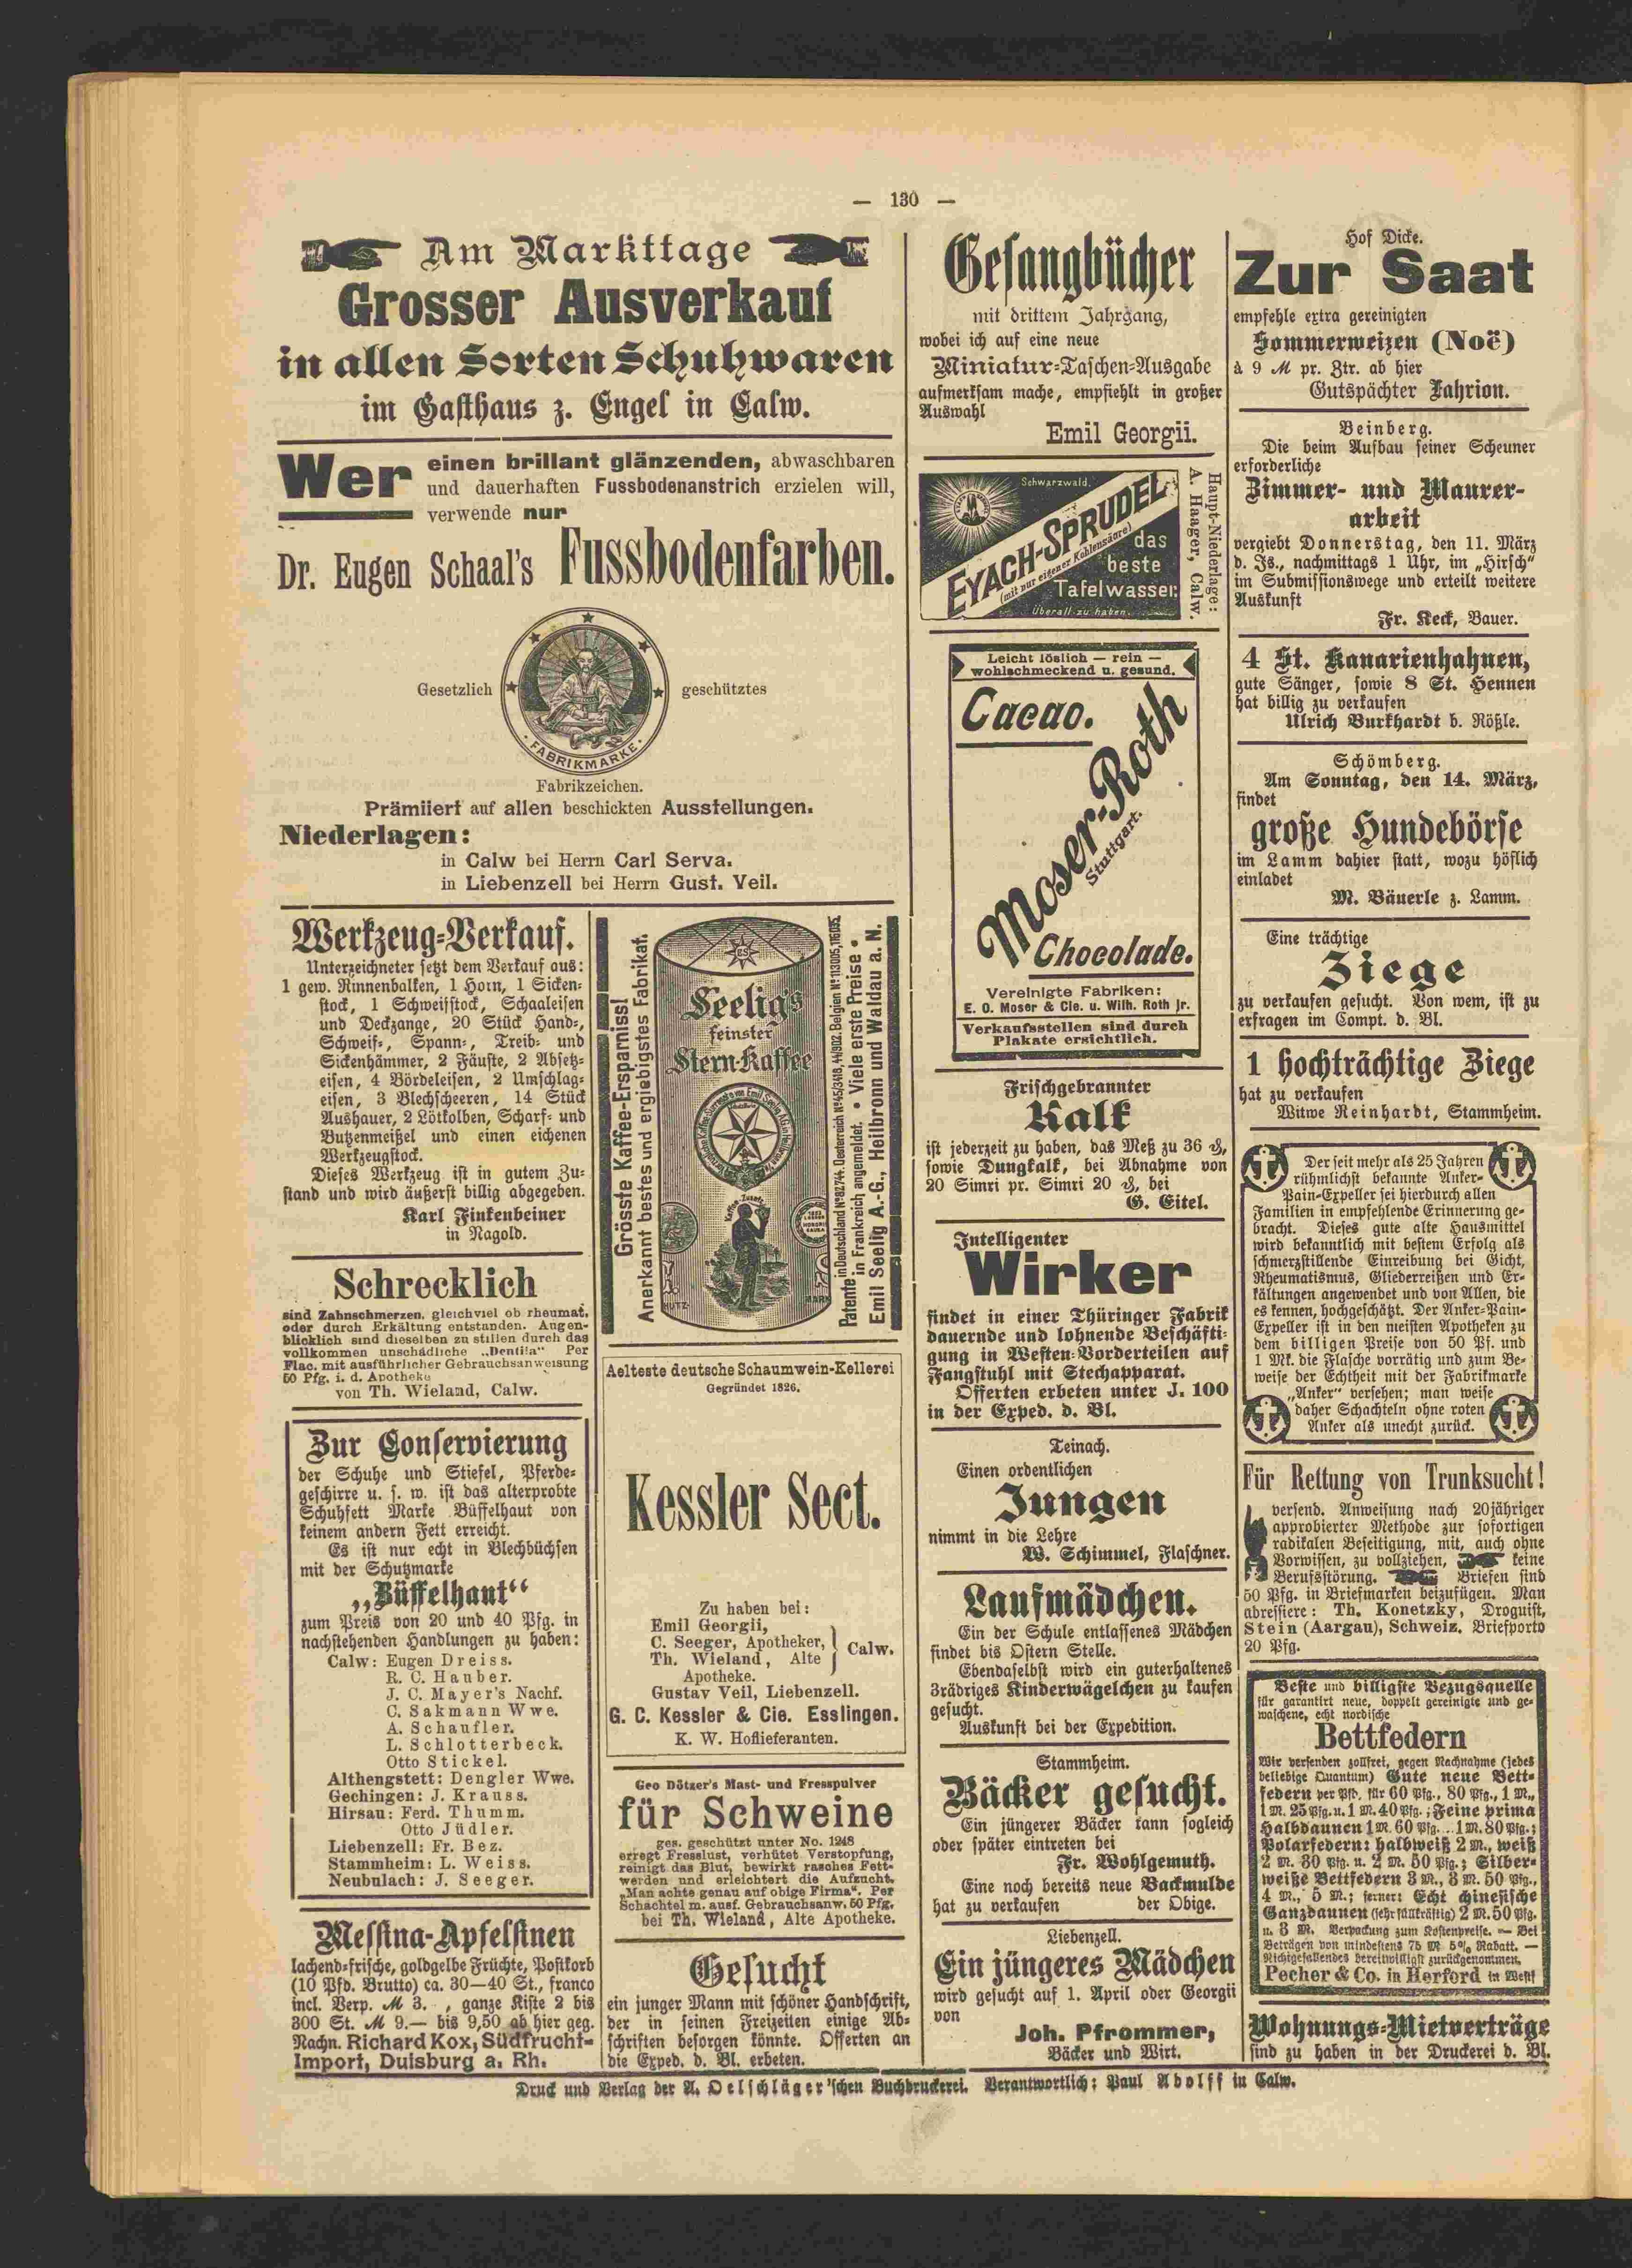 — 130 —
Am Markttage
Grosser Ausverkauf
in allen Sorten Schuhwaren
im Gasthaus z. Engel in Calw.
Wer einen brillant glänzenden, abwaschbaren
und dauerhaften Fussbodenanstrich erzielen will,
verwende nur
Dr. Eugen Schaal's Fussbodenfarben.
Gesetzlich geschütztes
FABRIKMARKE
Fabrikzeichen.
Prämiiert auf allen beschickten Ausstellungen.
Niederlagen:
in Calw bei Herrn Carl Serva.
in Liebenzell bei Herrn Gust. Veil.
Werkzeug-Verkauf.
Unterzeichneter setzt dem Verkauf aus:
1 gew. Rinnenbalken, 1 Horn, 1 Sicken-
stock, 1 Schweifstock, Schaaleisen
und Deckzange, 20 Stück Hand-,
Schweif-, Spann-, Treib- und
Sickenhämmer, 2 Fäuste, 2 Absetz-
eisen, 4 Bördeleisen, 2 Umschlag-
eisen, 3 Blechscheeren, 14 Stück
Aushauer, 2 Lötkolben, Scharf- und
Butzenmeißel und einen eichenen
Werkzeugstock.
Dieses Werkzeug ist in gutem Zu-
stand und wird äußerst billig abgegeben.
Karl Finkenbeiner
in Nagold.
Schrecklich
sind Zahnschmerzen, gleichviel ob rheumat.
oder durch Erkältung entstanden. Augen-
blicklich sind dieselben zu stillen durch das
vollkommen unschädliche „Dentila" Per
Flac. mit ausführlicher Gebrauchsanweisung
50 Pfg. i. d. Apotheke
von Th. Wieland, Calw.
Zur Conservierung
der Schuhe und Stiefel, Pferde-
geschirre u. s. w. ist das alterprobte
Schuhfett Marke Büffelhaut von
keinem andern Fett erreicht.
Es ist nur echt in Blechbüchsen
mit der Schutzmarke
„Büffelhaut"
zum Preis von 20 und 40 Pfg. in
nachstehenden Handlungen zu haben:
Calw: Eugen Dreiss.
R. C. Hauber.
J. C. Mayer's Nachf.
C. Sakmann Wwe.
A. Schaufler.
L. Schlotterbeck.
Otto Stickel.
Althengstett: Dengler Wwe.
Gechingen: J. Krauss.
Hirsau: Ferd. Thumm.
Otto Jüdler.
Liebenzell: Fr. Bez.
Stammheim: L. Weiss.
Neubulach: J. Seeger.
Messina-Apfelsinen
lachend-frische, goldgelbe Früchte, Postkorb
(10 Pfd. Brutto) ca. 30—40 St., franco
incl. Verp. M 3. , ganze Kiste 2 bis
300 St. M 9.— bis 9,50 ab hier geg.
Nachn. Richard Kox, Südfrucht-
Import, Duisburg a. Rh.
Grösste Kaffee-Ersparniss!
Anerkannt bestes und ergiebigstes Fabrikat.
Seelig's
feinster
Stern-Kaffee
Kaffee-Zusatz
Patente in Deutschland No 82744. Oesterreich No 45/3418, 44/902. Belgien No 113005, 116035,
in Frankreich angemeldet. • Viele erste Preise •
Emil Seelig A.-G., Heilbronn und Waldau a. N.
Aelteste deutsche Schaumwein-Kellerei
Gegründet 1826.
Kessler Sect.
Zu haben bei:
Emil Georgii,
C. Seeger, Apotheker,
Th. Wieland, Alte
Apotheke.
Calw.
Gustav Veil, Liebenzell.
G. C. Kessler & Cie. Esslingen.
K. W. Hoflieferanten.
Geo Dötzer's Mast- und Fresspulver
für Schweine
ges. geschützt unter No. 1248
erregt Fresslust, verhütet Verstopfung,
reinigt das Blut, bewirkt rasches Fett-
werden und erleichtert die Aufzucht.
„Man achte genau auf obige Firma". Per
Schachtel m. ausf. Gebrauchsanw. 50 Pfg.
bei Th. Wieland, Alte Apotheke.
Gesucht
ein junger Mann mit schöner Handschrift,
der in seinen Freizeiten einige Ab-
schriften besorgen könnte. Offerten an
die Exped. d. Bl. erbeten.
Gesangbücher
mit drittem Jahrgang,
wobei ich auf eine neue
Miniatur-Taschen-Ausgabe
aufmerksam mache, empfiehlt in großer
Auswahl
Emil Georgii.
Schwarzwald.
EYACH-SPRUDEL
(mit nur eigener Kohlensäure)
das
beste
Tafelwasser.
Überall zu haben.
Haupt-Niederlage:
A. Haager, Calw.
Leicht löslich — rein —
wohlschmeckend u. gesund.
Cacao.
Moser-Roth
Stuttgart.
Chocolade.
Vereinigte Fabriken:
E. O. Moser & Cie. u. Wilh. Roth jr.
Verkaufsstellen sind durch
Plakate ersichtlich.
Frischgebrannter
Kalk
ist jederzeit zu haben, das Meß zu 36 ₰,
sowie Dungkalk, bei Abnahme von
20 Simri pr. Simri 20 ₰, bei
G. Eitel.
Intelligenter
Wirker
findet in einer Thüringer Fabrik
dauernde und lohnende Beschäfti-
gung in Westen-Vorderteilen auf
Fangstuhl mit Stechapparat.
Offerten erbeten unter J. 100
in der Exped. d. Bl.
Teinach.
Einen ordentlichen
Jungen
nimmt in die Lehre
W. Schimmel, Flaschner.
Laufmädchen.
Ein der Schule entlassenes Mädchen
findet bis Ostern Stelle.
Ebendaselbst wird ein guterhaltenes
3rädriges Kinderwägelchen zu kaufen
gesucht.
Auskunft bei der Expedition.
Stammheim.
Bäcker gesucht.
Ein jüngerer Bäcker kann sogleich
oder später eintreten bei
Fr. Wohlgemuth.
Eine noch bereits neue Backmulde
hat zu verkaufen der Obige.
Liebenzell.
Ein jüngeres Mädchen
wird gesucht auf 1. April oder Georgii
von
Joh. Pfrommer,
Bäcker und Wirt.
Hof Dicke.
Zur Saat
empfehle extra gereinigten
Sommerweizen (Noë)
à 9 M pr. Ztr. ab hier
Gutspächter Fahrion.
Beinberg.
Die beim Aufbau seiner Scheuner
erforderliche
Zimmer- und Maurer-
arbeit
vergiebt Donnerstag, den 11. März
d. Js., nachmittags 1 Uhr, im „Hirsch"
im Submissionswege und erteilt weitere
Auskunft
Fr. Keck, Bauer.
4 St. Kanarienhahnen,
gute Sänger, sowie 8 St. Hennen
hat billig zu verkaufen
Ulrich Burkhardt b. Rößle.
Schömberg.
Am Sonntag, den 14. März,
findet
große Hundebörse
im Lamm dahier statt, wozu höflich
einladet
M. Bäuerle z. Lamm.
Eine trächtige
Ziege
zu verkaufen gesucht. Von wem, ist zu
erfragen im Compt. d. Bl.
1 hochträchtige Ziege
hat zu verkaufen
Witwe Reinhardt, Stammheim.
Der seit mehr als 25 Jahren
rühmlichst bekannte Anker-
Pain-Expeller sei hierdurch allen
Familien in empfehlende Erinnerung ge-
bracht. Dieses gute alte Hausmittel
wird bekanntlich mit bestem Erfolg als
schmerzstillende Einreibung bei Gicht,
Rheumatismus, Gliederreißen und Er-
kältungen angewendet und von Allen, die
es kennen, hochgeschätzt. Der Anker-Pain-
Expeller ist in den meisten Apotheken zu
dem billigen Preise von 50 Pf. und
1 Mk. die Flasche vorrätig und zum Be-
weise der Echtheit mit der Fabrikmarke
„Anker" versehen; man weise
daher Schachteln ohne roten
Anker als unecht zurück.
Für Rettung von Trunksucht!
versend. Anweisung nach 20jähriger
approbierter Methode zur sofortigen
radikalen Beseitigung, mit, auch ohne
Vorwissen, zu vollziehen, keine
Berufsstörung. Briefen sind
50 Pfg. in Briefmarken beizufügen. Man
adressiere: Th. Konetzky, Droguist,
Stein (Aargau), Schweiz. Briefporto
20 Pfg.
Beste und billigste Bezugsquelle
für garantirt neue, doppelt gereinigte und ge-
waschene, echt nordische
Bettfedern
Wir versenden zollfrei, gegen Nachnahme (jedes
beliebige Quantum) Gute neue Bett-
federn per Pfd. für 60 Pfg., 80 Pfg., 1 M.,
1 M. 25 Pfg. u. 1 M. 40 Pfg.; Feine prima
Halbdaunen 1 M. 60 Pfg. 1 M. 80 Pfg.;
Polarfedern: halbweiß 2 M., weiß
2 M. 30 Pfg. u. 2 M. 50 Pfg.; Silber-
weiße Bettfedern 3 M., 3 M. 50 Pfg.,
4 M., 5 M.; ferner: Echt chinesische
Ganzdaunen (sehr füllkräftig) 2 M. 50 Pfg.
u. 3 M. Verpackung zum Kostenpreise. — Bei
Beträgen von mindestens 75 M. 5% Rabatt. —
Nichtgefallendes bereitwilligst zurückgenommen.
Pecher & Co. in Herford in Westf
Wohnungs-Mietverträge
sind zu haben in der Druckerei d. Bl.
Druck und Verlag der A. Oelschläger'schen Buchdruckerei. Verantwortlich: Paul Adolff in Calw.